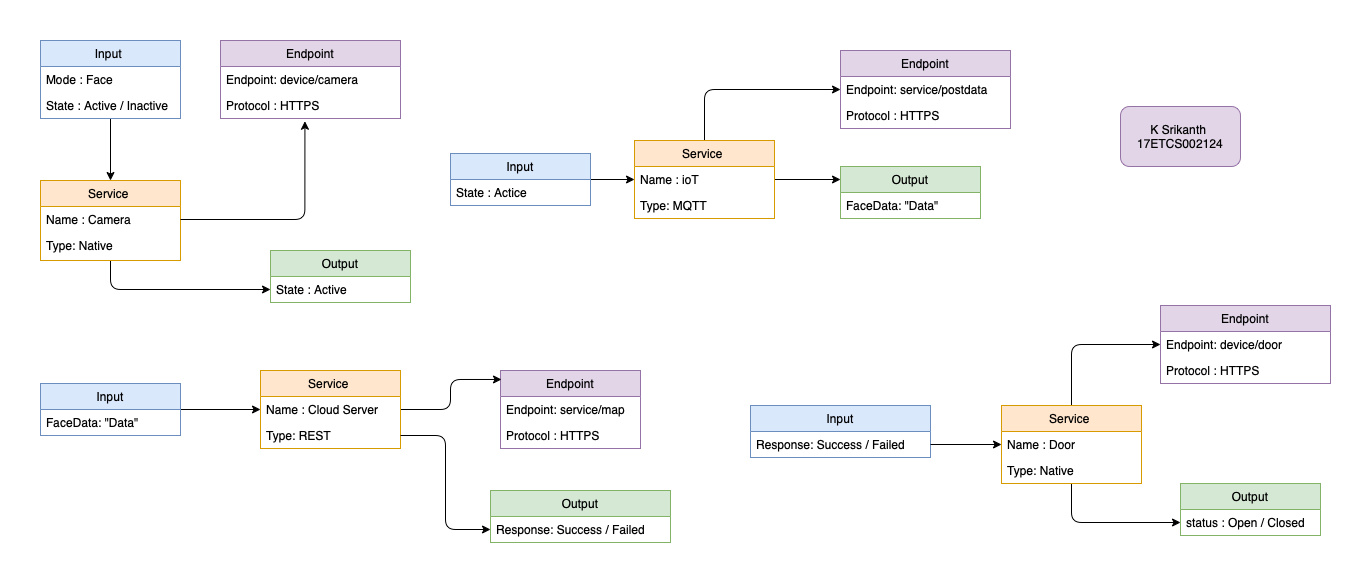 Input
Mode : Face
State : Active / Inactive
Endpoint
Endpoint: device/camera
Protocol : HTTPS
Service
Name : Camera
Type: Native
Output
State : Active
Input
State : Actice
Service
Name : ioT
Type: MQTT
Endpoint
Endpoint: service/postdata
Protocol : HTTPS
Output
FaceData: "Data"
K Srikanth
17ETCS002124
Input
FaceData: "Data"
Service
Name : Cloud Server
Type: REST
Endpoint
Endpoint: service/map
Protocol : HTTPS
Output
Response: Success / Failed
Input
Response: Success / Failed
Service
Name : Door
Type: Native
Endpoint
Endpoint: device/door
Protocol : HTTPS
Output
status : Open / Closed